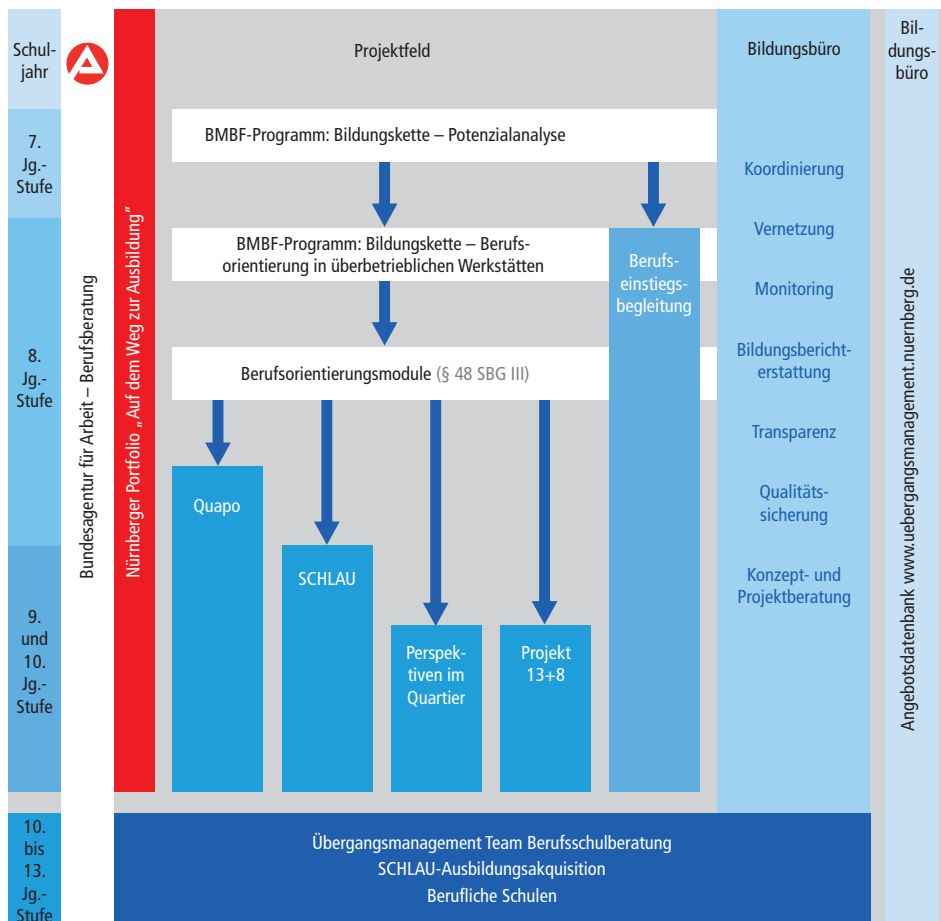 Schul-
jahr
Projektfeld
Bildungsbüro
Bil-
dungs-
büro
7.
Jg.-
Stufe
8.
Jg.-
Stufe
9.
und
10.
Jg.-
Stufe
10.
bis
13.
Jg.-
Stufe
Bundesagentur für Arbeit – Berufsberatung
Nürnberger Portfolio „Auf dem Weg zur Ausbildung“
BMBF-Programm: Bildungskette – Potenzialanalyse
BMBF-Programm: Bildungskette – Berufs-
orientierung in überbetrieblichen Werkstätten
Berufs-
einstiegs-
begleitung
Berufsorientierungsmodule (§ 48 SBG III)
Quapo
SCHLAU
Perspek-
tiven im
Quartier
Projekt
13+8
Koordinierung
Vernetzung
Monitoring
Bildungsbericht-
erstattung
Transparenz
Qualitäts-
sicherung
Konzept- und
Projektberatung
Angebotsdatenbank www.uebergangsmanagement.nuernberg.de
Übergangsmanagement Team Berufsschulberatung
SCHLAU-Ausbildungsakquisition
Berufliche Schulen